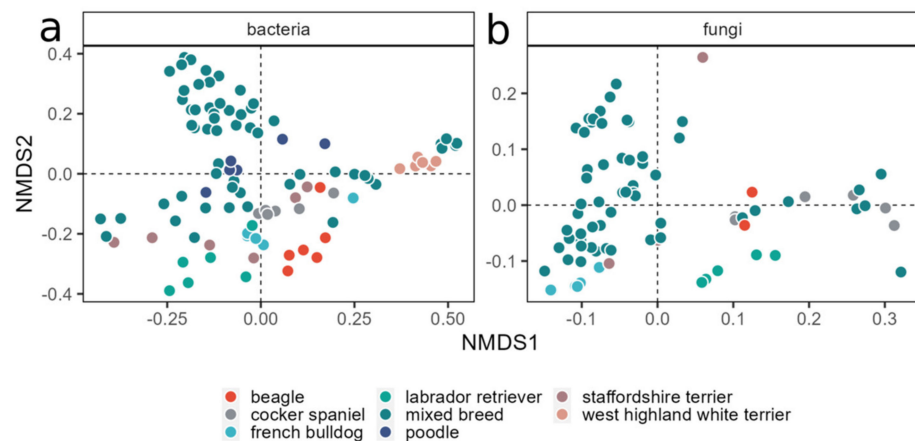 a
bacteria
b
fungi
NMDS2
0.4
0.2
0.0
-0.2
-0.4
0.2
0.1
0.0
-0.1
-0.25
0.00
0.25
0.50
-0.1
0.0
0.1
0.2
0.3
NMDS1
beagle
labrador retriever
staffordshire terrier
cocker spaniel
mixed breed
west highland white terrier
french bulldog
poodle